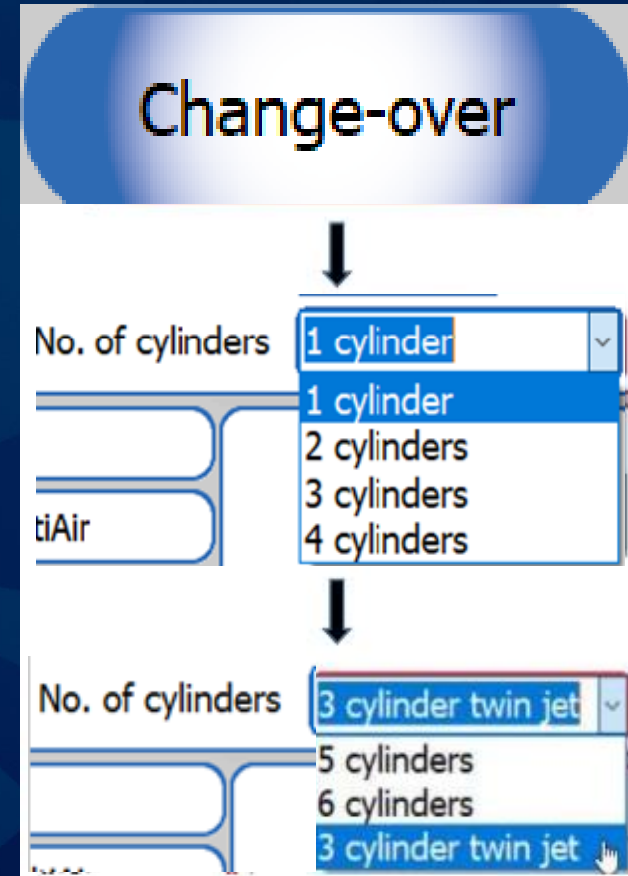 Change-over
No. of cylinders 1 cylinder
1 cylinder
2 cylinders
3 cylinders
tiAir
4 cylinders
No. of cylinders 3 cylinder twin jet
5 cylinders
6 cylinders
3 cylinder twin jet